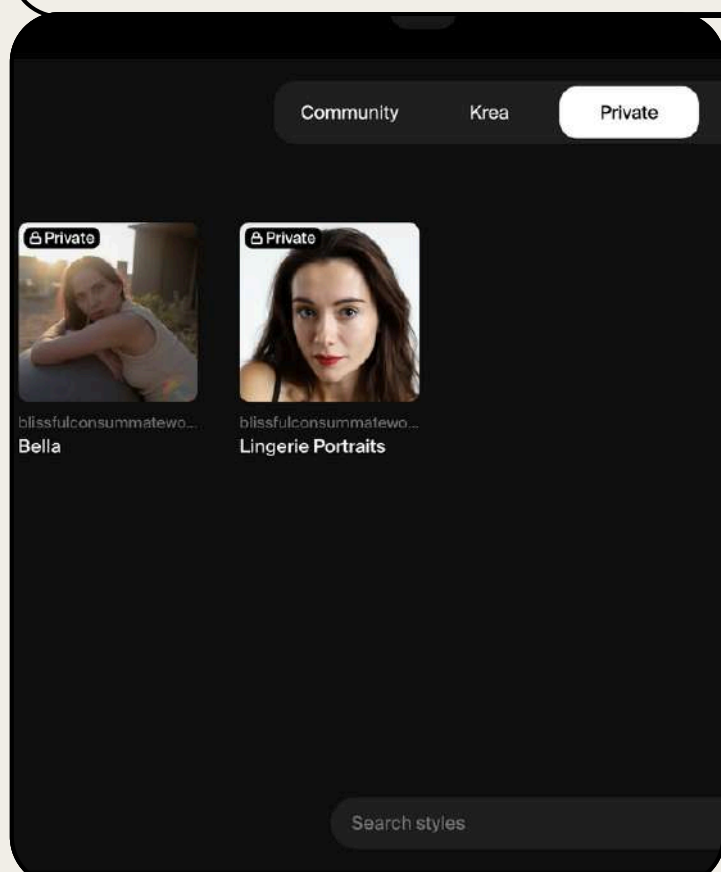 Community Krea Private
Private Private
blissfulconsummatewo... blissfulconsummatewo...
Bella Lingerie Portraits
Search styles